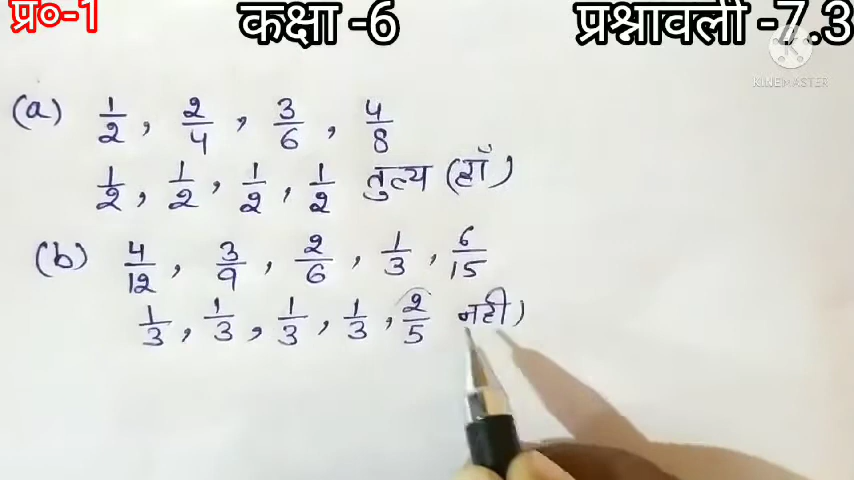 प्र०-1 कक्षा -6 प्रश्नावली -7.3
KINEMASTER
(a) 1/2, 2/4, 3/6, 4/8
1/2, 1/2, 1/2, 1/2 तुल्य (हाँ)
(b) 4/12, 3/9, 2/6, 1/3, 6/15
1/3, 1/3, 1/3, 1/3, 2/5 नही)